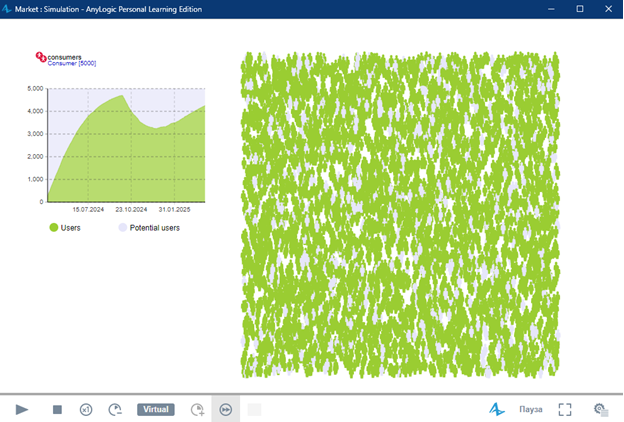 Market : Simulation - AnyLogic Personal Learning Edition
consumers
Consumer [5000]
5,000
4,000
3,000
2,000
1,000
0
15.07.2024 23.10.2024 31.01.2025
Users Potential users
x1 Virtual Пауза